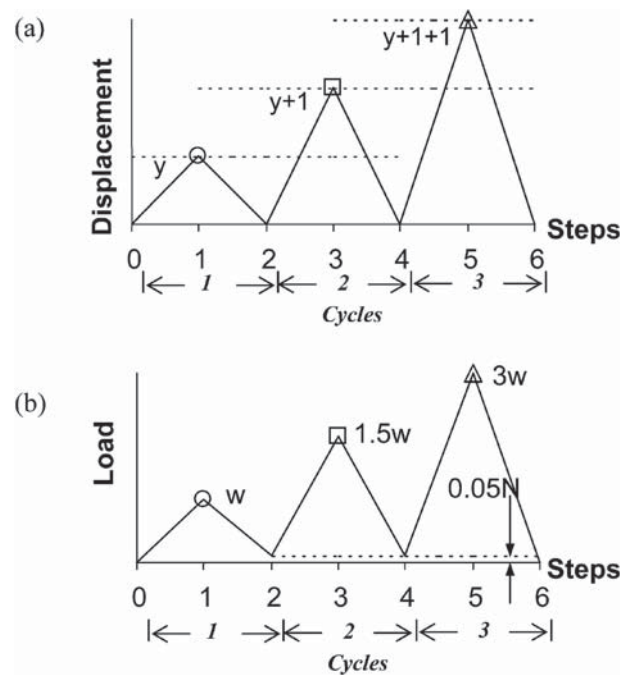 (a)
y+1+1
y+1
y
Displacement
Steps
0 1 2 3 4 5 6
1 2 3
Cycles
(b)
3w
1.5w
w
0.05N
Load
Steps
0 1 2 3 4 5 6
1 2 3
Cycles